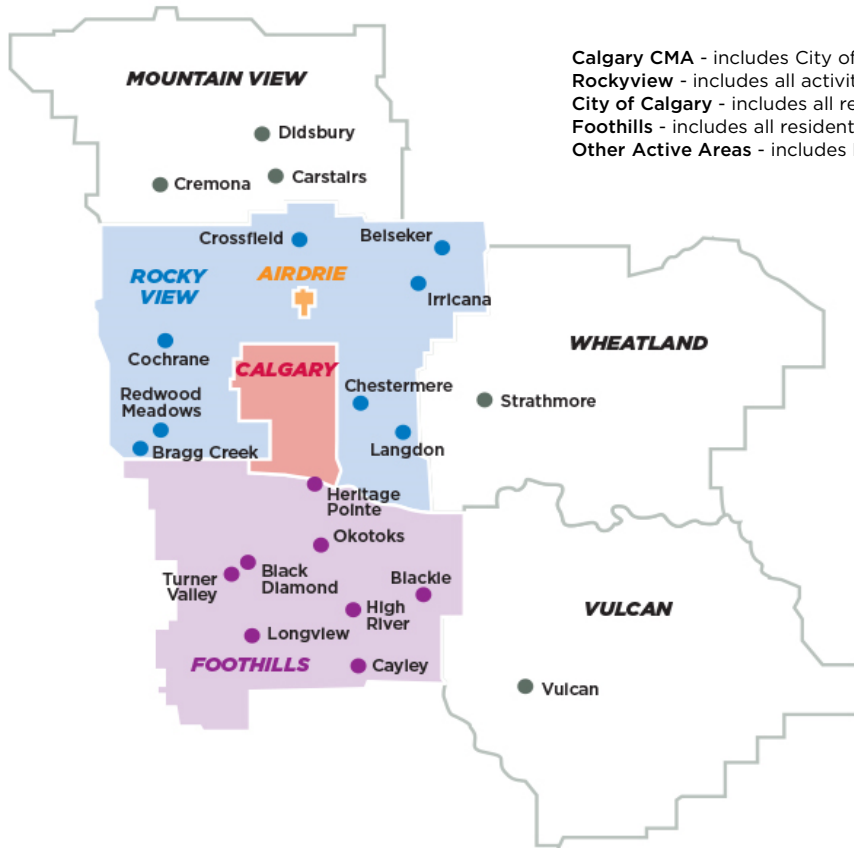 Calgary CMA - includes City of
Rockyview - includes all activit
City of Calgary - includes all re
Foothills - includes all resident
Other Active Areas - includes
MOUNTAIN VIEW
Didsbury
Cremona
Carstairs
Crossfield
Beiseker
ROCKY
VIEW
AIRDRIE
Irricana
WHEATLAND
Cochrane
CALGARY
Chestermere
Redwood
Meadows
Strathmore
Bragg Creek
Langdon
Heritage
Pointe
Okotoks
Turner
Valley
Black
Diamond
Blackie
High
River
VULCAN
Longview
FOOTHILLS
Cayley
Vulcan